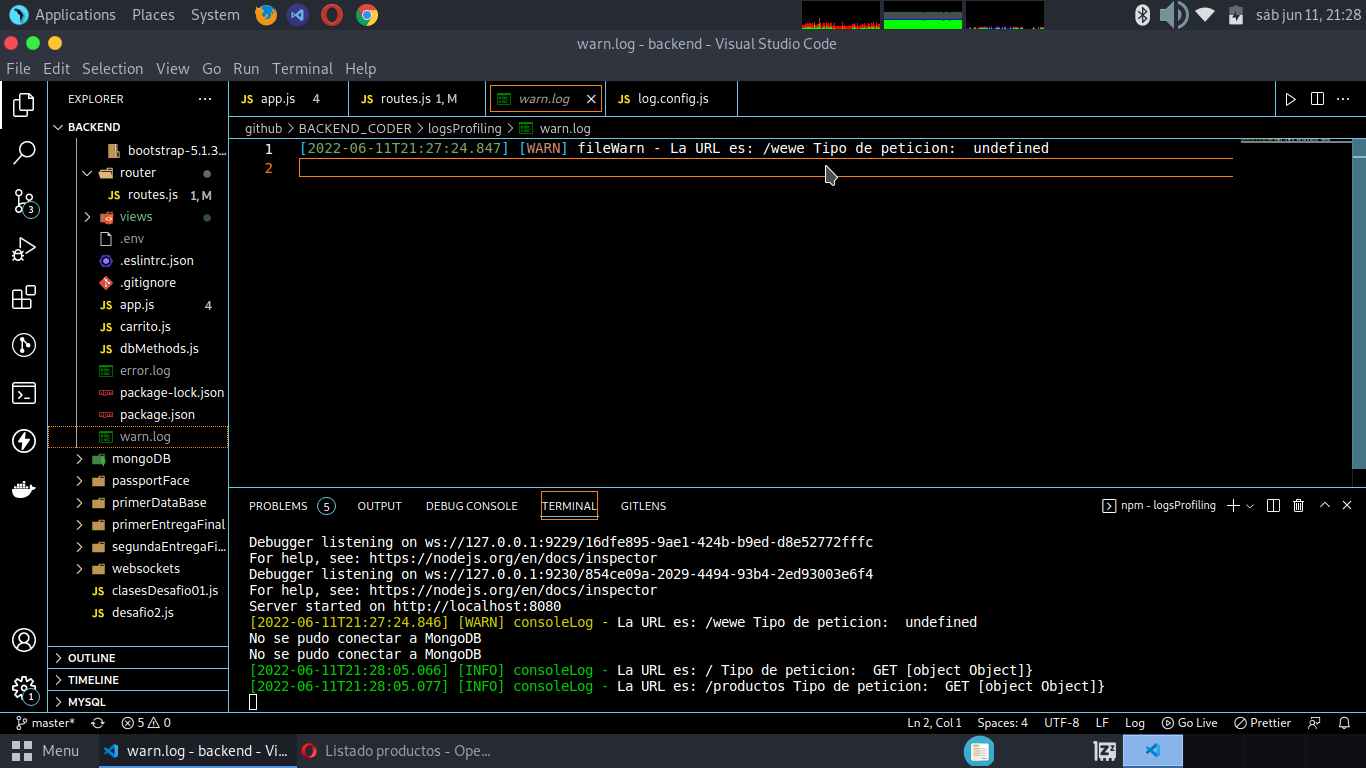 Applications Places System sáb jun 11, 21:28
warn.log - backend - Visual Studio Code
File Edit Selection View Go Run Terminal Help
EXPLORER ···
JS app.js 4 JS routes.js 1, M warn.log JS log.config.js
BACKEND
github > BACKEND_CODER > logsProfiling > warn.log
1 [2022-06-11T21:27:24.847] [WARN] fileWarn - La URL es: /wewe Tipo de peticion:  undefined
2
bootstrap-5.1.3...
router
JS routes.js 1, M
views
.env
.eslintrc.json
.gitignore
JS app.js 4
JS carrito.js
JS dbMethods.js
error.log
package-lock.json
package.json
warn.log
mongoDB
passportFace
primerDataBase
primerEntregaFinal
segundaEntregaFi...
websockets
JS clasesDesafio01.js
JS desafio2.js
OUTLINE
TIMELINE
MYSQL
3
1
PROBLEMS 5 OUTPUT DEBUG CONSOLE TERMINAL GITLENS npm - logsProfiling
Debugger listening on ws://127.0.0.1:9229/16dfe895-9ae1-424b-b9ed-d8e52772fffc
For help, see: https://nodejs.org/en/docs/inspector
Debugger listening on ws://127.0.0.1:9230/854ce09a-2029-4494-93b4-2ed93003e6f4
For help, see: https://nodejs.org/en/docs/inspector
Server started on http://localhost:8080
[2022-06-11T21:27:24.846] [WARN] consoleLog - La URL es: /wewe Tipo de peticion:  undefined
No se pudo conectar a MongoDB
No se pudo conectar a MongoDB
[2022-06-11T21:28:05.066] [INFO] consoleLog - La URL es: / Tipo de peticion:  GET [object Object]}
[2022-06-11T21:28:05.077] [INFO] consoleLog - La URL es: /productos Tipo de peticion:  GET [object Object]}
master* 5 0 Ln 2, Col 1 Spaces: 4 UTF-8 LF Log Go Live Prettier
Menu warn.log - backend - Vi... Listado productos - Ope...